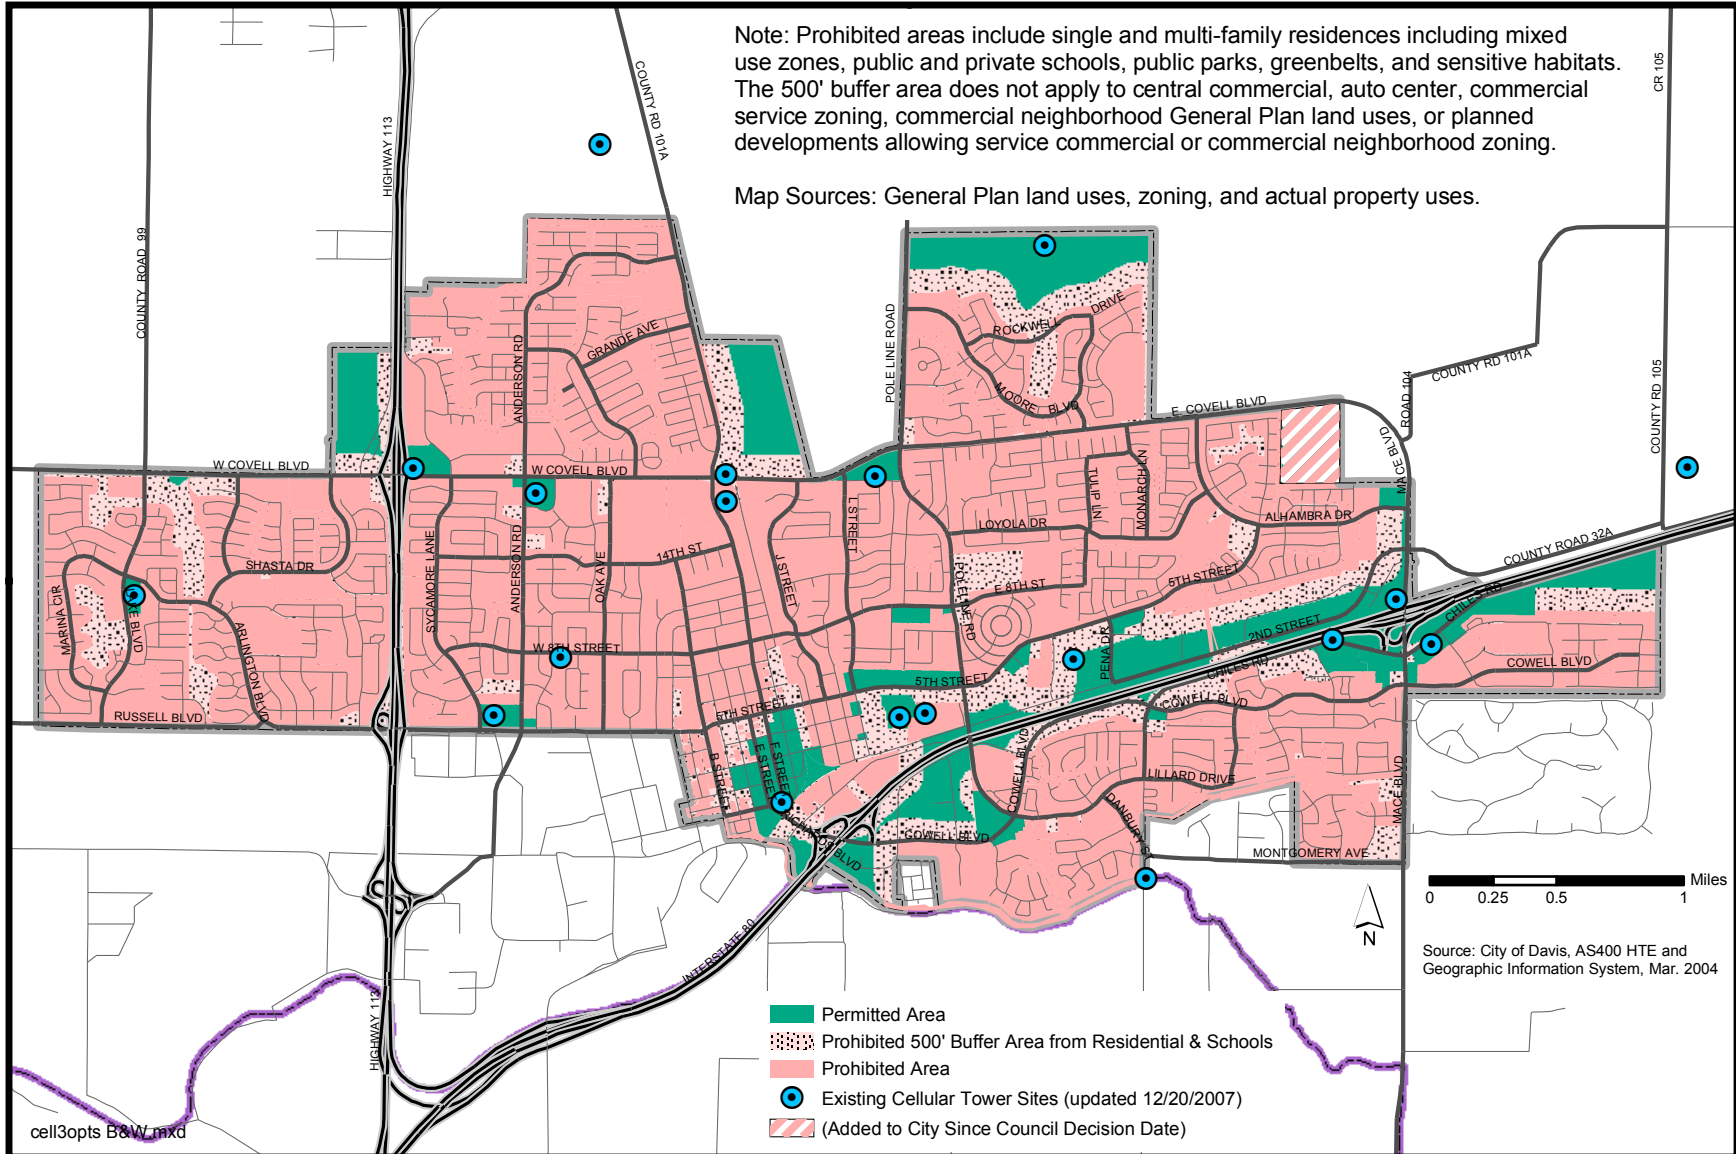 Note: Prohibited areas include single and multi-family residences including mixed
use zones, public and private schools, public parks, greenbelts, and sensitive habitats.
The 500' buffer area does not apply to central commercial, auto center, commercial
service zoning, commercial neighborhood General Plan land uses, or planned
developments allowing service commercial or commercial neighborhood zoning.
Map Sources: General Plan land uses, zoning, and actual property uses.
COUNTY RD 101A
CR 105
HIGHWAY 113
COUNTY ROAD 99
POLE LINE ROAD
ROCKWELL
DRIVE
GRANDE AVE
ANDERSON RD
MOORE BLVD
COUNTY RD 101A
ROAD 104
COUNTY RD 105
E. COVELL BLVD
MACE BLVD
W COVELL BLVD
W COVELL BLVD
TULIP LN
MONARCH LN
L STREET
LOYOLA DR
ALHAMBRA DR
COUNTY ROAD 32A
SHASTA DR
SYCAMORE LANE
ANDERSON RD
OAK AVE
14TH ST
J STREET
E 8TH ST
5TH STREET
POLE LINE RD
MARINA CIR
LAKE BLVD
ARLINGTON BLVD
W 8TH STREET
PENA DR
2ND STREET
CHILES RD
CHILES RD
COWELL BLVD
5TH STREET
5TH STREET
COWELL BLVD
RUSSELL BLVD
B STREET
E STREET
F STREET
COWELL BLVD
LILLARD DRIVE
MACE BLVD
RICHARDS BLVD
COWELL BLVD
DANBURY ST
MONTGOMERY AVE
Miles
0 0.25 0.5 1
N
INTERSTATE 80
Source: City of Davis, AS400 HTE and
Geographic Information System, Mar. 2004
HIGHWAY 113
Permitted Area
Prohibited 500' Buffer Area from Residential & Schools
Prohibited Area
Existing Cellular Tower Sites (updated 12/20/2007)
(Added to City Since Council Decision Date)
cell3opts B&W.mxd